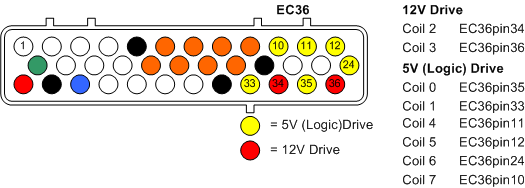 EC36
1
10
11
12
24
33
34
35
36
= 5V (Logic)Drive
= 12V Drive
12V Drive
Coil 2 EC36pin34
Coil 3 EC36pin36
5V (Logic) Drive
Coil 0 EC36pin35
Coil 1 EC36pin33
Coil 4 EC36pin11
Coil 5 EC36pin12
Coil 6 EC36pin24
Coil 7 EC36pin10